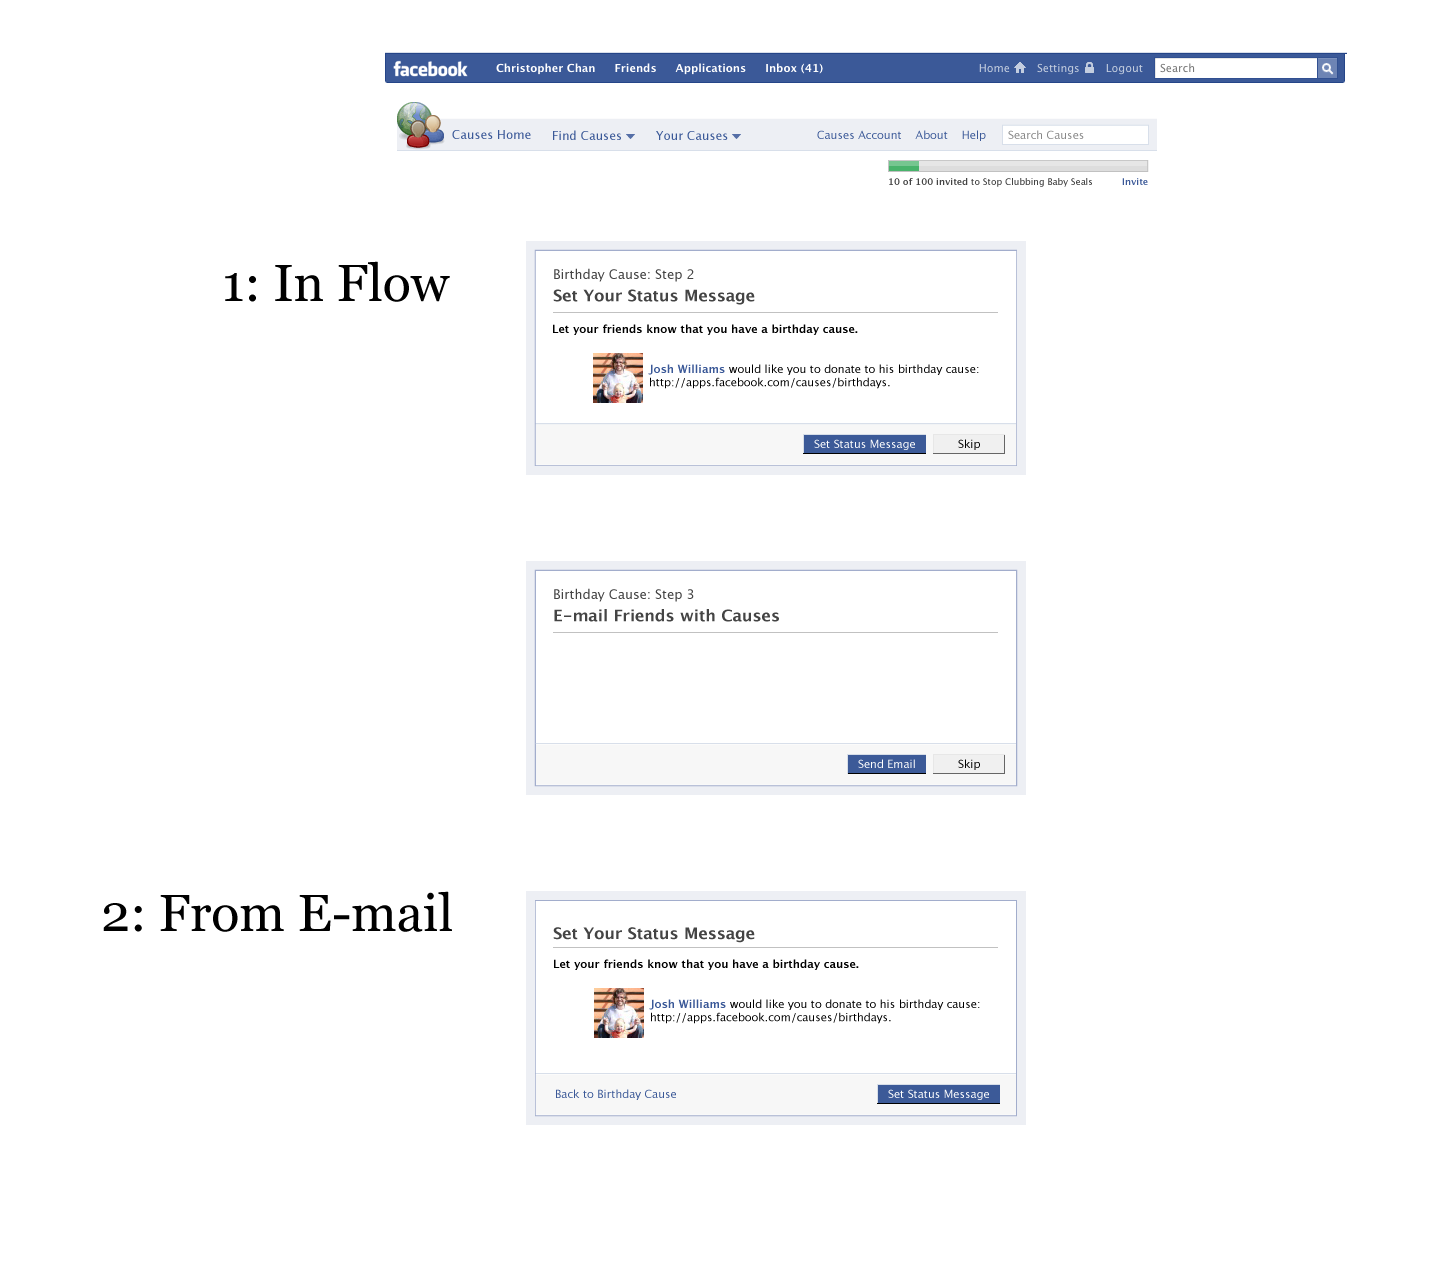 facebook Christopher Chan Friends Applications Inbox (41) Home Settings Logout Search
Causes Home Find Causes Your Causes Causes Account About Help Search Causes
10 of 100 invited to Stop Clubbing Baby Seals Invite
1: In Flow
Birthday Cause: Step 2
Set Your Status Message
Let your friends know that you have a birthday cause.
Josh Williams would like you to donate to his birthday cause:
http://apps.facebook.com/causes/birthdays.
Set Status Message Skip
Birthday Cause: Step 3
E-mail Friends with Causes
Send Email Skip
2: From E-mail
Set Your Status Message
Let your friends know that you have a birthday cause.
Josh Williams would like you to donate to his birthday cause:
http://apps.facebook.com/causes/birthdays.
Back to Birthday Cause Set Status Message